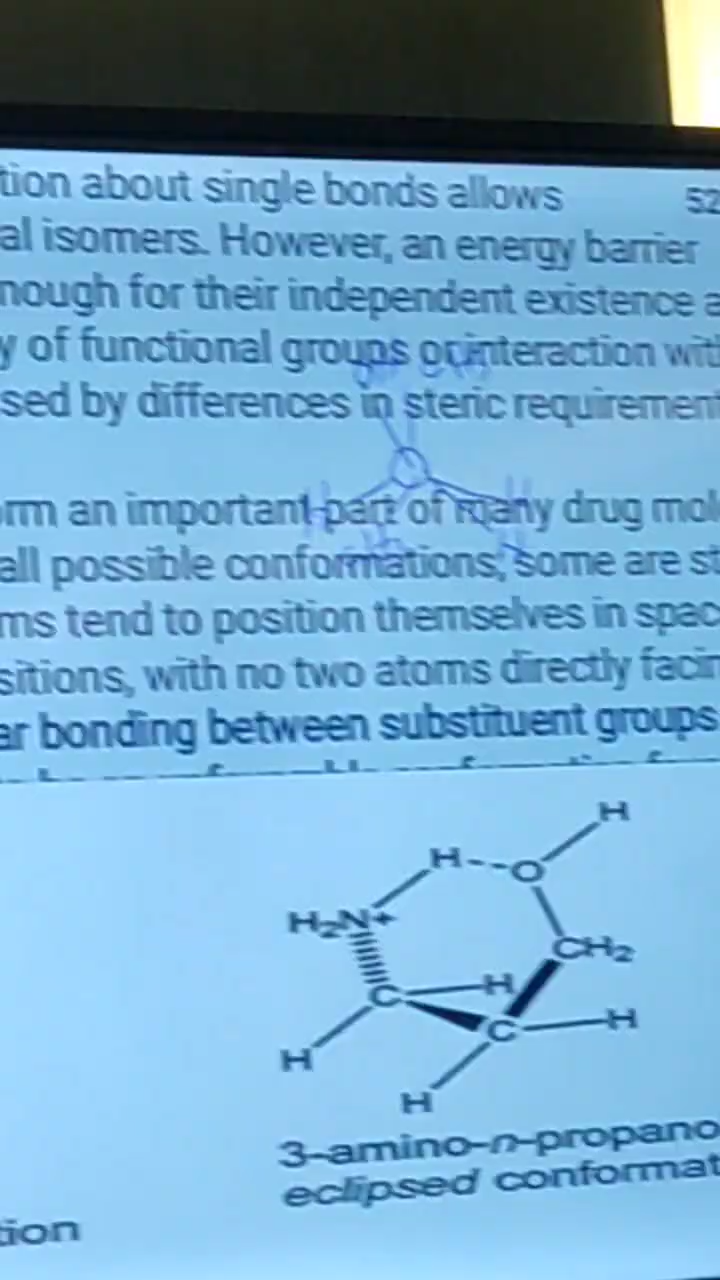 tion about single bonds allows 52
al isomers. However, an energy barrier
nough for their independent existence a
y of functional groups or interaction wit
sed by differences in steric requirement
rm an important part of many drug mol
all possible conformations, some are st
ms tend to position themselves in spac
sitions, with no two atoms directly facin
ar bonding between substituent groups.
H
H--O
H₂N+
CH₂
C H
C H
H
H
3-amino-n-propano
eclipsed conformat
tion